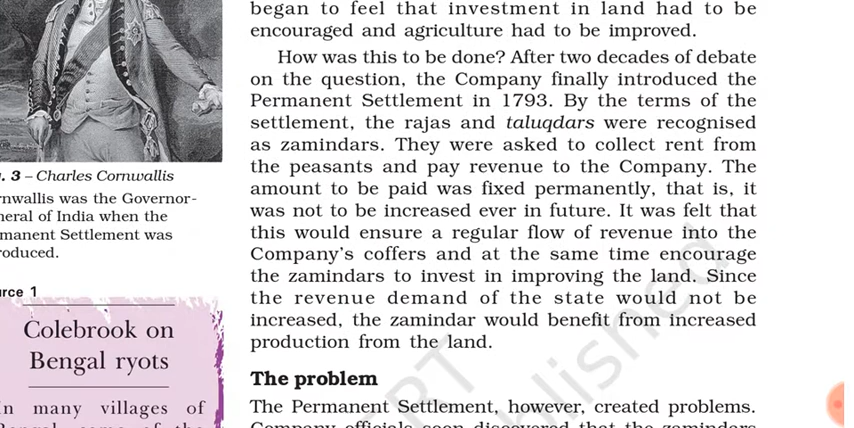 began to feel that investment in land had to be
encouraged and agriculture had to be improved.
How was this to be done? After two decades of debate
on the question, the Company finally introduced the
Permanent Settlement in 1793. By the terms of the
settlement, the rajas and taluqdars were recognised
as zamindars. They were asked to collect rent from
the peasants and pay revenue to the Company. The
amount to be paid was fixed permanently, that is, it
was not to be increased ever in future. It was felt that
this would ensure a regular flow of revenue into the
Company's coffers and at the same time encourage
the zamindars to invest in improving the land. Since
the revenue demand of the state would not be
increased, the zamindar would benefit from increased
production from the land.
The problem
The Permanent Settlement, however, created problems.
Company officials soon discovered that the zamindars
3 – Charles Cornwallis
was the Governor-
of India when the
Settlement was
1
Colebrook on
Bengal ryots
many villages of